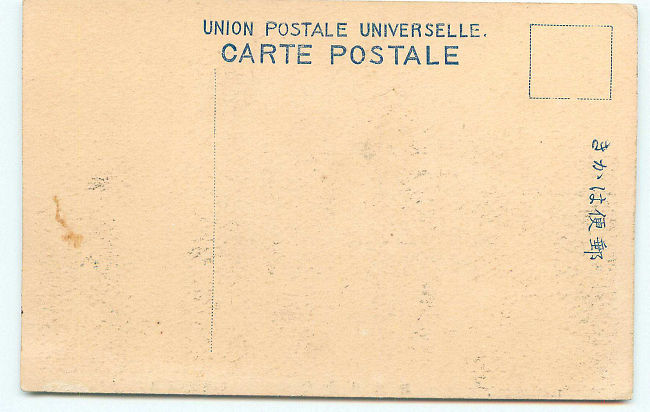 UNION POSTALE UNIVERSELLE.
CARTE POSTALE
郵便はかき